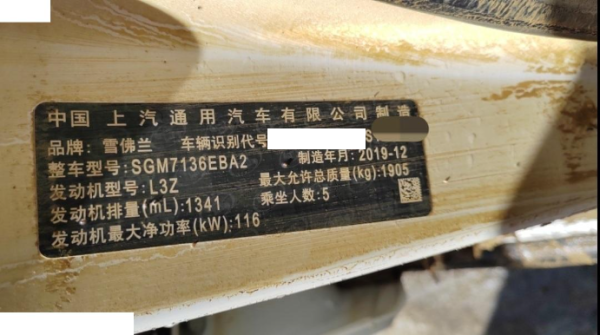 中国 上汽通用汽车有限公司制造
品牌: 雪佛兰 车辆识别代号 S
整车型号: SGM7136EBA2 制造年月: 2019-12
发动机型号: L3Z 最大允许总质量(kg):1905
发动机排量(mL):1341 乘坐人数:5
发动机最大净功率(kW):116